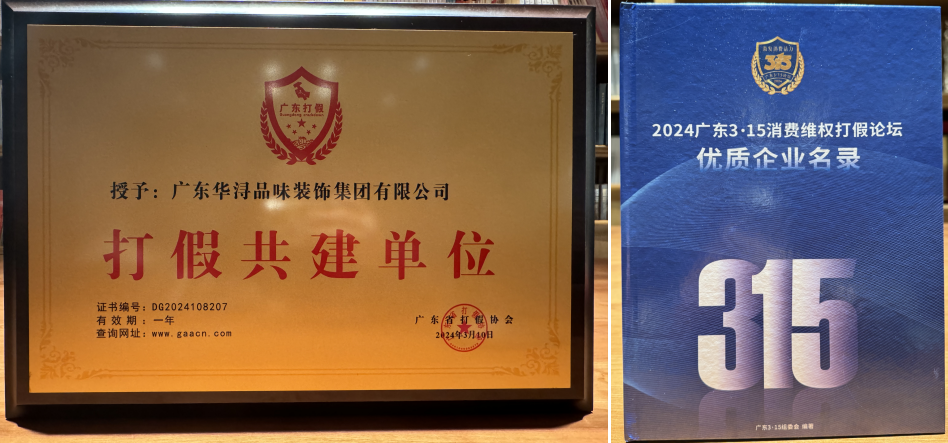 广东打假
授予：广东华浔品味装饰集团有限公司
打假共建单位
证书编号：DG2024108207
有效期：一年
查询网址：www.gaacn.com
广东省打假协会
2024年3月10日
315
2024广东3·15消费维权打假论坛
优质企业名录
315
广东3·15组委会 编著